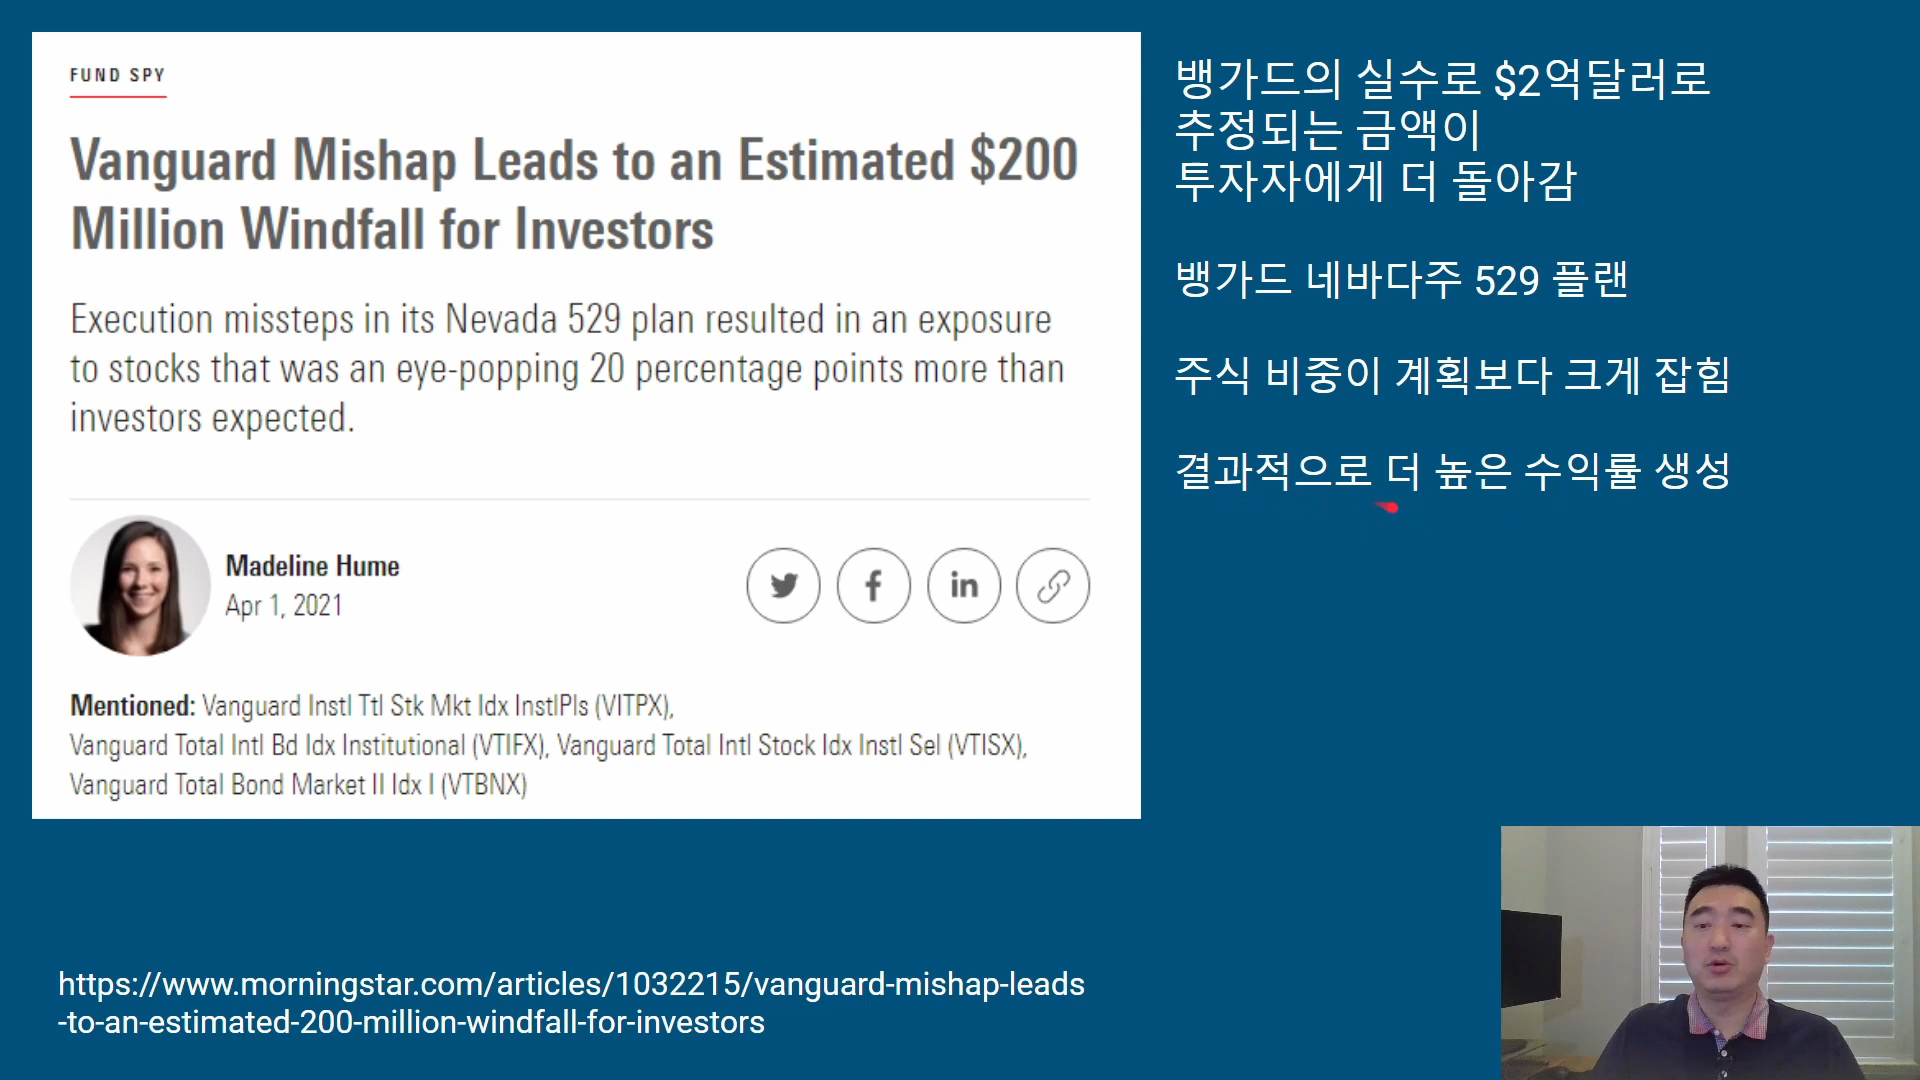 FUND SPY
Vanguard Mishap Leads to an Estimated $200
Million Windfall for Investors
Execution missteps in its Nevada 529 plan resulted in an exposure
to stocks that was an eye-popping 20 percentage points more than
investors expected.
Madeline Hume
Apr 1, 2021
Mentioned: Vanguard Instl Ttl Stk Mkt Idx InstlPls (VITPX),
Vanguard Total Intl Bd Idx Institutional (VTIFX), Vanguard Total Intl Stock Idx Instl Sel (VTISX),
Vanguard Total Bond Market II Idx I (VTBNX)
https://www.morningstar.com/articles/1032215/vanguard-mishap-leads
-to-an-estimated-200-million-windfall-for-investors
뱅가드의 실수로 $2억달러로
추정되는 금액이
투자자에게 더 돌아감
뱅가드 네바다주 529 플랜
주식 비중이 계획보다 크게 잡힘
결과적으로 더 높은 수익률 생성